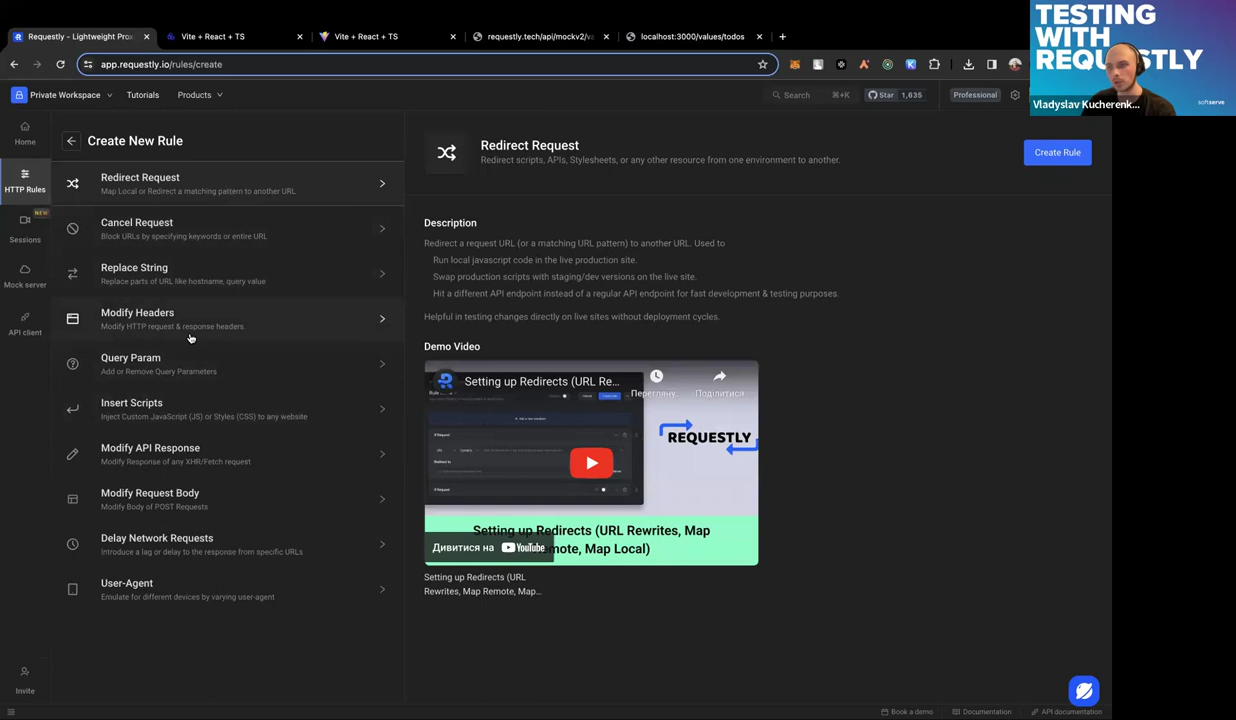 Requestly - Lightweight Prox
Vite + React + TS
Vite + React + TS
requestly.tech/api/mockv2/va
localhost:3000/values/todos
app.requestly.io/rules/create
TESTING
WITH
REQUESTLY
Vladyslav Kucherenk...
softserve
Private Workspace
Tutorials
Products
Search
⌘+K
Star
1,635
Professional
Home
HTTP Rules
NEW
Sessions
Mock server
API client
Invite
Create New Rule
Redirect Request
Map Local or Redirect a matching pattern to another URL
Cancel Request
Block URLs by specifying keywords or entire URL
Replace String
Replace parts of URL like hostname, query value
Modify Headers
Modify HTTP request & response headers.
Query Param
Add or Remove Query Parameters
Insert Scripts
Inject Custom JavaScript (JS) or Styles (CSS) to any website
Modify API Response
Modify Response of any XHR/Fetch request
Modify Request Body
Modify Body of POST Requests
Delay Network Requests
Introduce a lag or delay to the response from specific URLs
User-Agent
Emulate for different devices by varying user-agent
Redirect Request
Redirect scripts, APIs, Stylesheets, or any other resource from one environment to another.
Create Rule
Description
Redirect a request URL (or a matching URL pattern) to another URL. Used to
Run local javascript code in the live production site.
Swap production scripts with staging/dev versions on the live site.
Hit a different API endpoint instead of a regular API endpoint for fast development & testing purposes.
Helpful in testing changes directly on live sites without deployment cycles.
Demo Video
Setting up Redirects (URL Re...
Перегляну.
Поділитися
REQUESTLY
Setting up Redirects (URL Rewrites, Map
Remote, Map Local)
Дивитися на YouTube
Setting up Redirects (URL
Rewrites, Map Remote, Map...
Book a demo
Documentation
API documentation